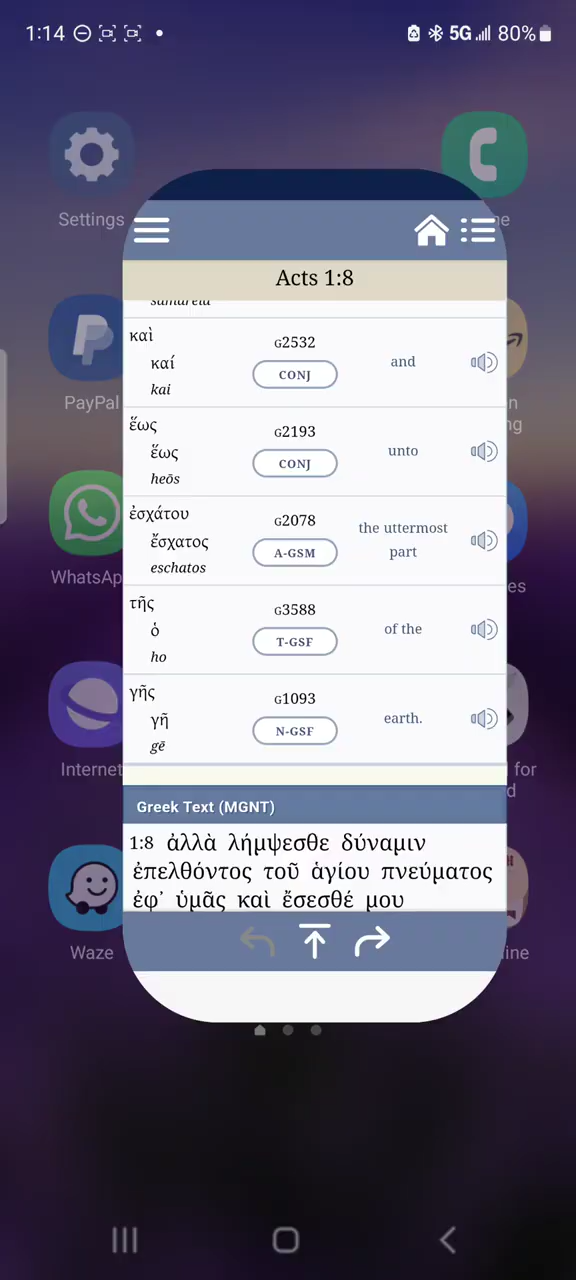 1:14 5G 80%
Settings
PayPal
WhatsAp
Internet
Waze
Acts 1:8
samareia
καὶ
καί
kai
G2532
CONJ
and
ἕως
ἕως
heōs
G2193
CONJ
unto
ἐσχάτου
ἔσχατος
eschatos
G2078
A-GSM
the uttermost
part
τῆς
ὁ
ho
G3588
T-GSF
of the
γῆς
γῆ
gē
G1093
N-GSF
earth.
Greek Text (MGNT)
1:8 ἀλλὰ λήμψεσθε δύναμιν
ἐπελθόντος τοῦ ἁγίου πνεύματος
ἐφ᾽ ὑμᾶς καὶ ἔσεσθέ μου